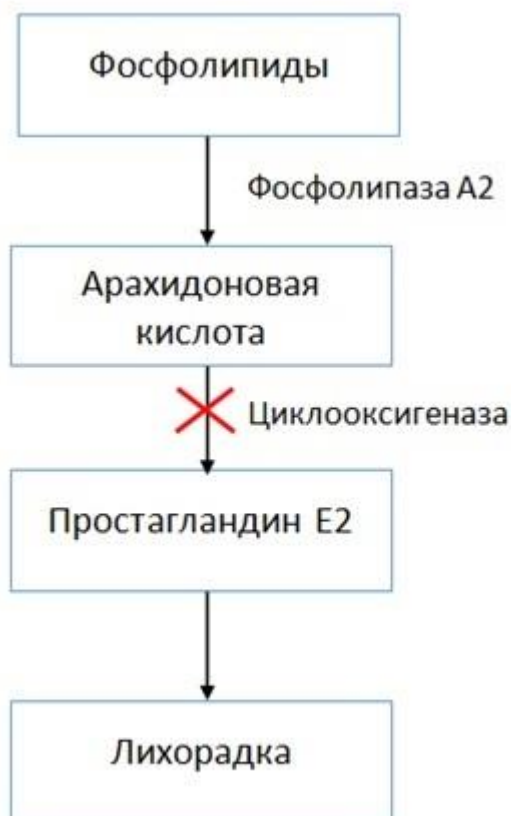 Фосфолипиды
Фосфолипаза А2
Арахидоновая
кислота
Циклооксигеназа
Простагландин Е2
Лихорадка